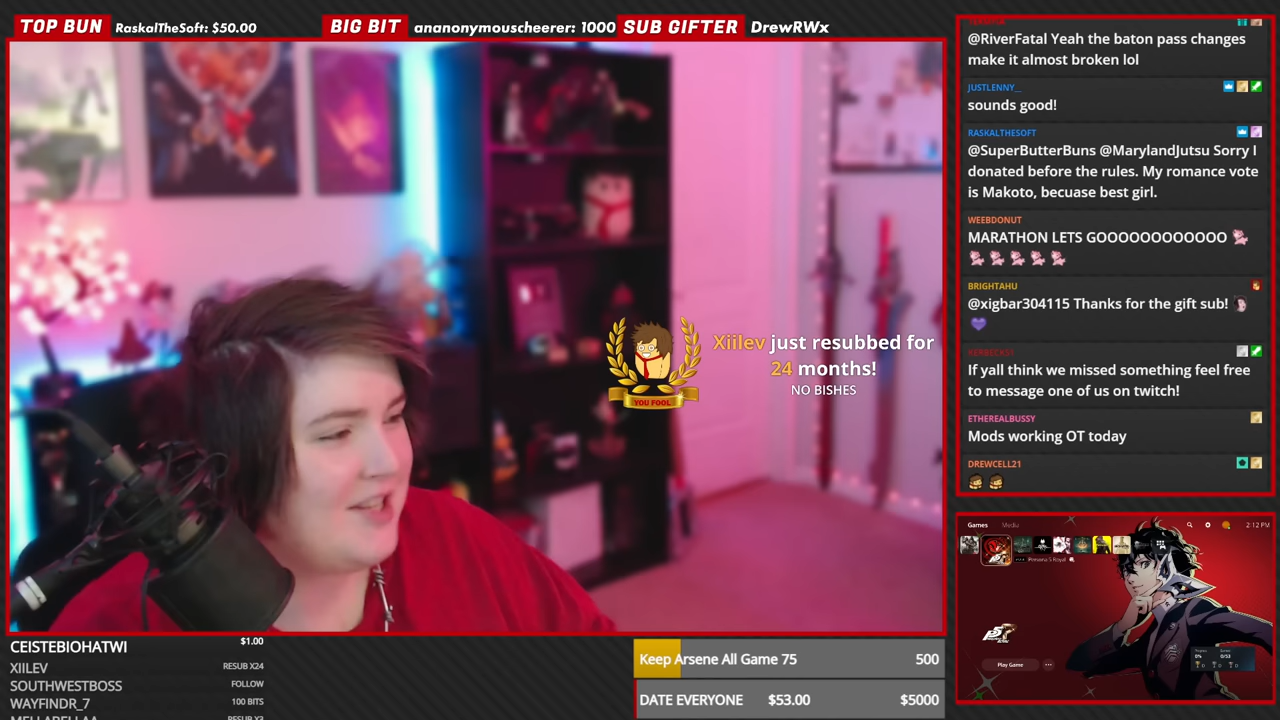 TOP BUN RaskalTheSoft: $50.00 BIG BIT ananonymouscheerer: 1000 SUB GIFTER DrewRWx
@RiverFatal Yeah the baton pass changes
make it almost broken lol
JUSTLENNY_
sounds good!
RASKALTHESOFT
@SuperButterBuns @MarylandJutsu Sorry I
donated before the rules. My romance vote
is Makoto, becuase best girl.
WEEBDONUT
MARATHON LETS GOOOOOOOOOOOO
BRIGHTAHU
@xigbar304115 Thanks for the gift sub!
If yall think we missed something feel free
to message one of us on twitch!
ETHEREALBUSSY
Mods working OT today
DREWCELL21
Xiilev just resubbed for
24 months!
NO BISHES
YOU FOOL
Games Media 2:12 PM
Persona 5 Royal
Play Game
CEISTEBIOHATWI $1.00
XIILEV RESUB X24
SOUTHWESTBOSS FOLLOW
WAYFINDR_7 100 BITS
Keep Arsene All Game 75 500
DATE EVERYONE $53.00 $5000